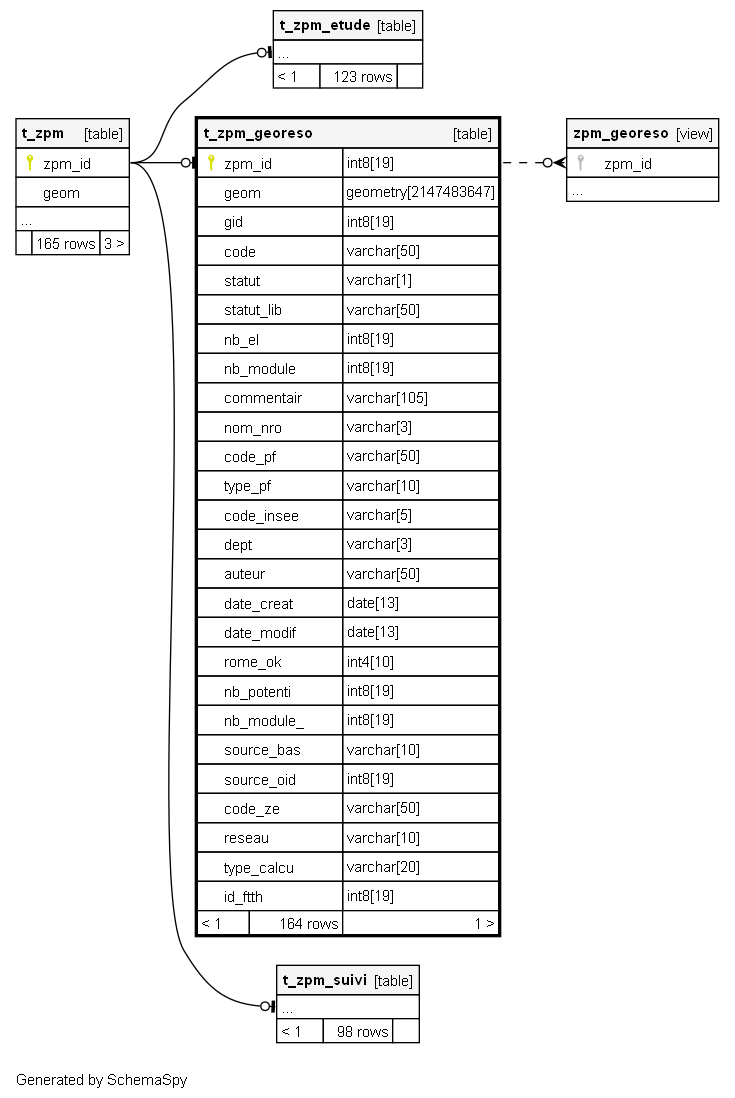 t_zpm_etude [table]
...
< 1 123 rows
t_zpm [table]
zpm_id
geom
...
165 rows 3 >
t_zpm_georeso [table]
zpm_id int8[19]
geom geometry[2147483647]
gid int8[19]
code varchar[50]
statut varchar[1]
statut_lib varchar[50]
nb_el int8[19]
nb_module int8[19]
commentair varchar[105]
nom_nro varchar[3]
code_pf varchar[50]
type_pf varchar[10]
code_insee varchar[5]
dept varchar[3]
auteur varchar[50]
date_creat date[13]
date_modif date[13]
rome_ok int4[10]
nb_potenti int8[19]
nb_module_ int8[19]
source_bas varchar[10]
source_oid int8[19]
code_ze varchar[50]
reseau varchar[10]
type_calcu varchar[20]
id_ftth int8[19]
< 1 164 rows 1 >
zpm_georeso [view]
zpm_id
...
t_zpm_suivi [table]
...
< 1 98 rows
Generated by SchemaSpy